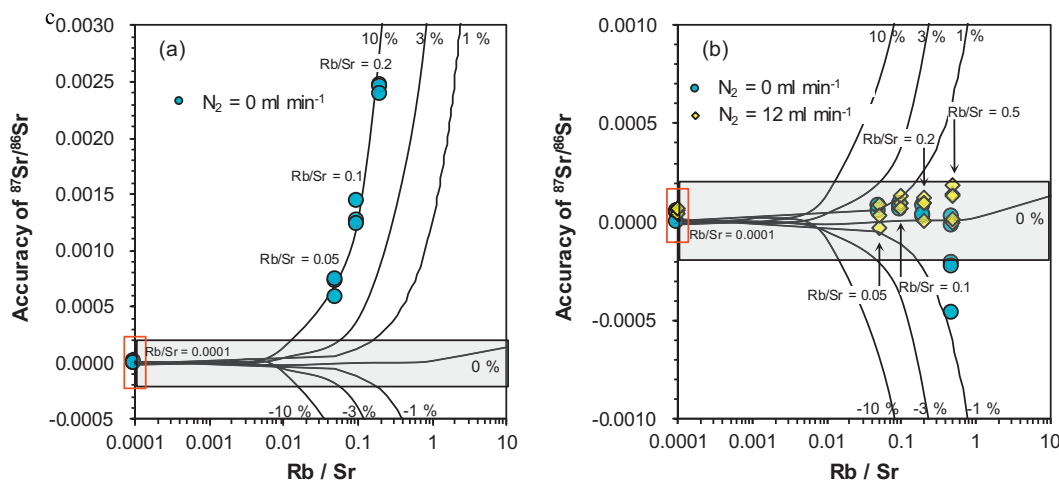 c
0.0030
0.0025
0.0020
0.0015
0.0010
0.0005
0.0000
-0.0005
Accuracy of ⁸⁷Sr/⁸⁶Sr
(a)
10 %
3 %
1 %
Rb/Sr = 0.2
N₂ = 0 ml min⁻¹
Rb/Sr = 0.1
Rb/Sr = 0.05
Rb/Sr = 0.0001
0 %
-10 %
-3 %
-1 %
0.0001
0.001
0.01
0.1
1
10
Rb / Sr
0.0010
0.0005
0.0000
-0.0005
-0.0010
Accuracy of ⁸⁷Sr/⁸⁶Sr
(b)
10 %
3 %
1 %
N₂ = 0 ml min⁻¹
N₂ = 12 ml min⁻¹
Rb/Sr = 0.5
Rb/Sr = 0.2
Rb/Sr = 0.0001
0 %
Rb/Sr = 0.05
Rb/Sr = 0.1
-10 %
-3 %
-1 %
0.0001
0.001
0.01
0.1
1
10
Rb / Sr